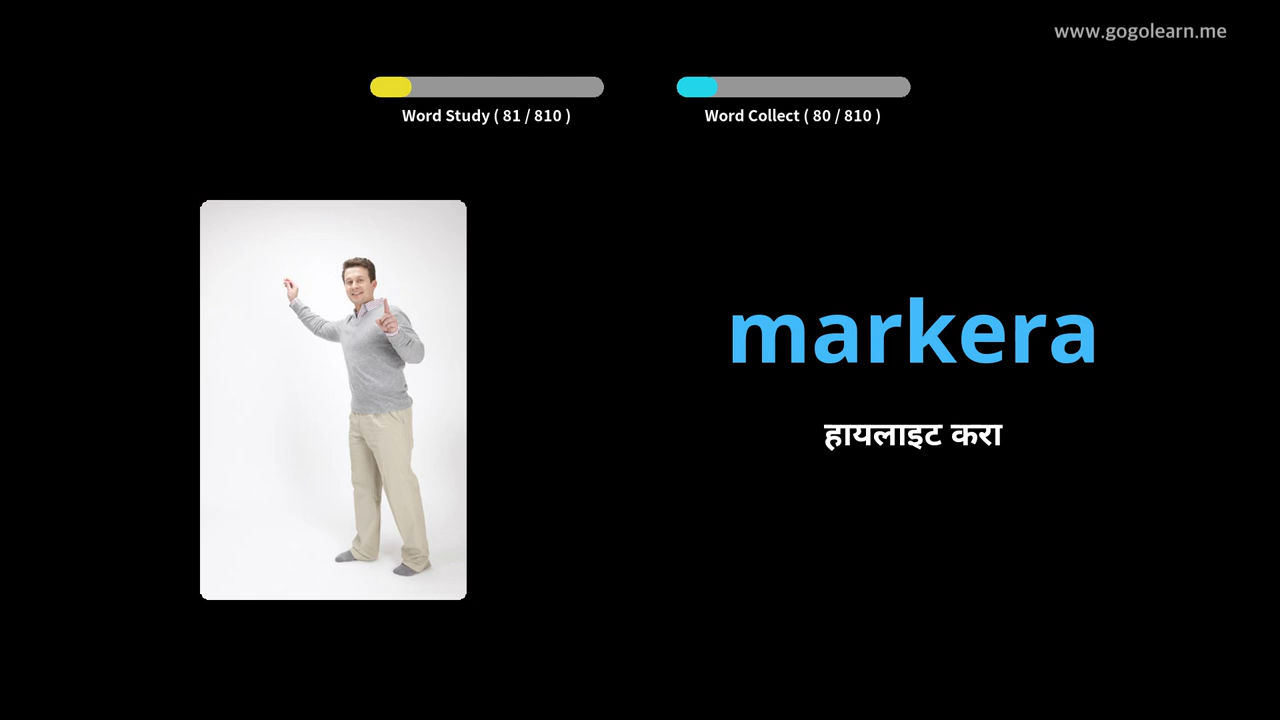 www.gogolearn.me
Word Study ( 81 / 810 )
Word Collect ( 80 / 810 )
markera
हायलाइट करा